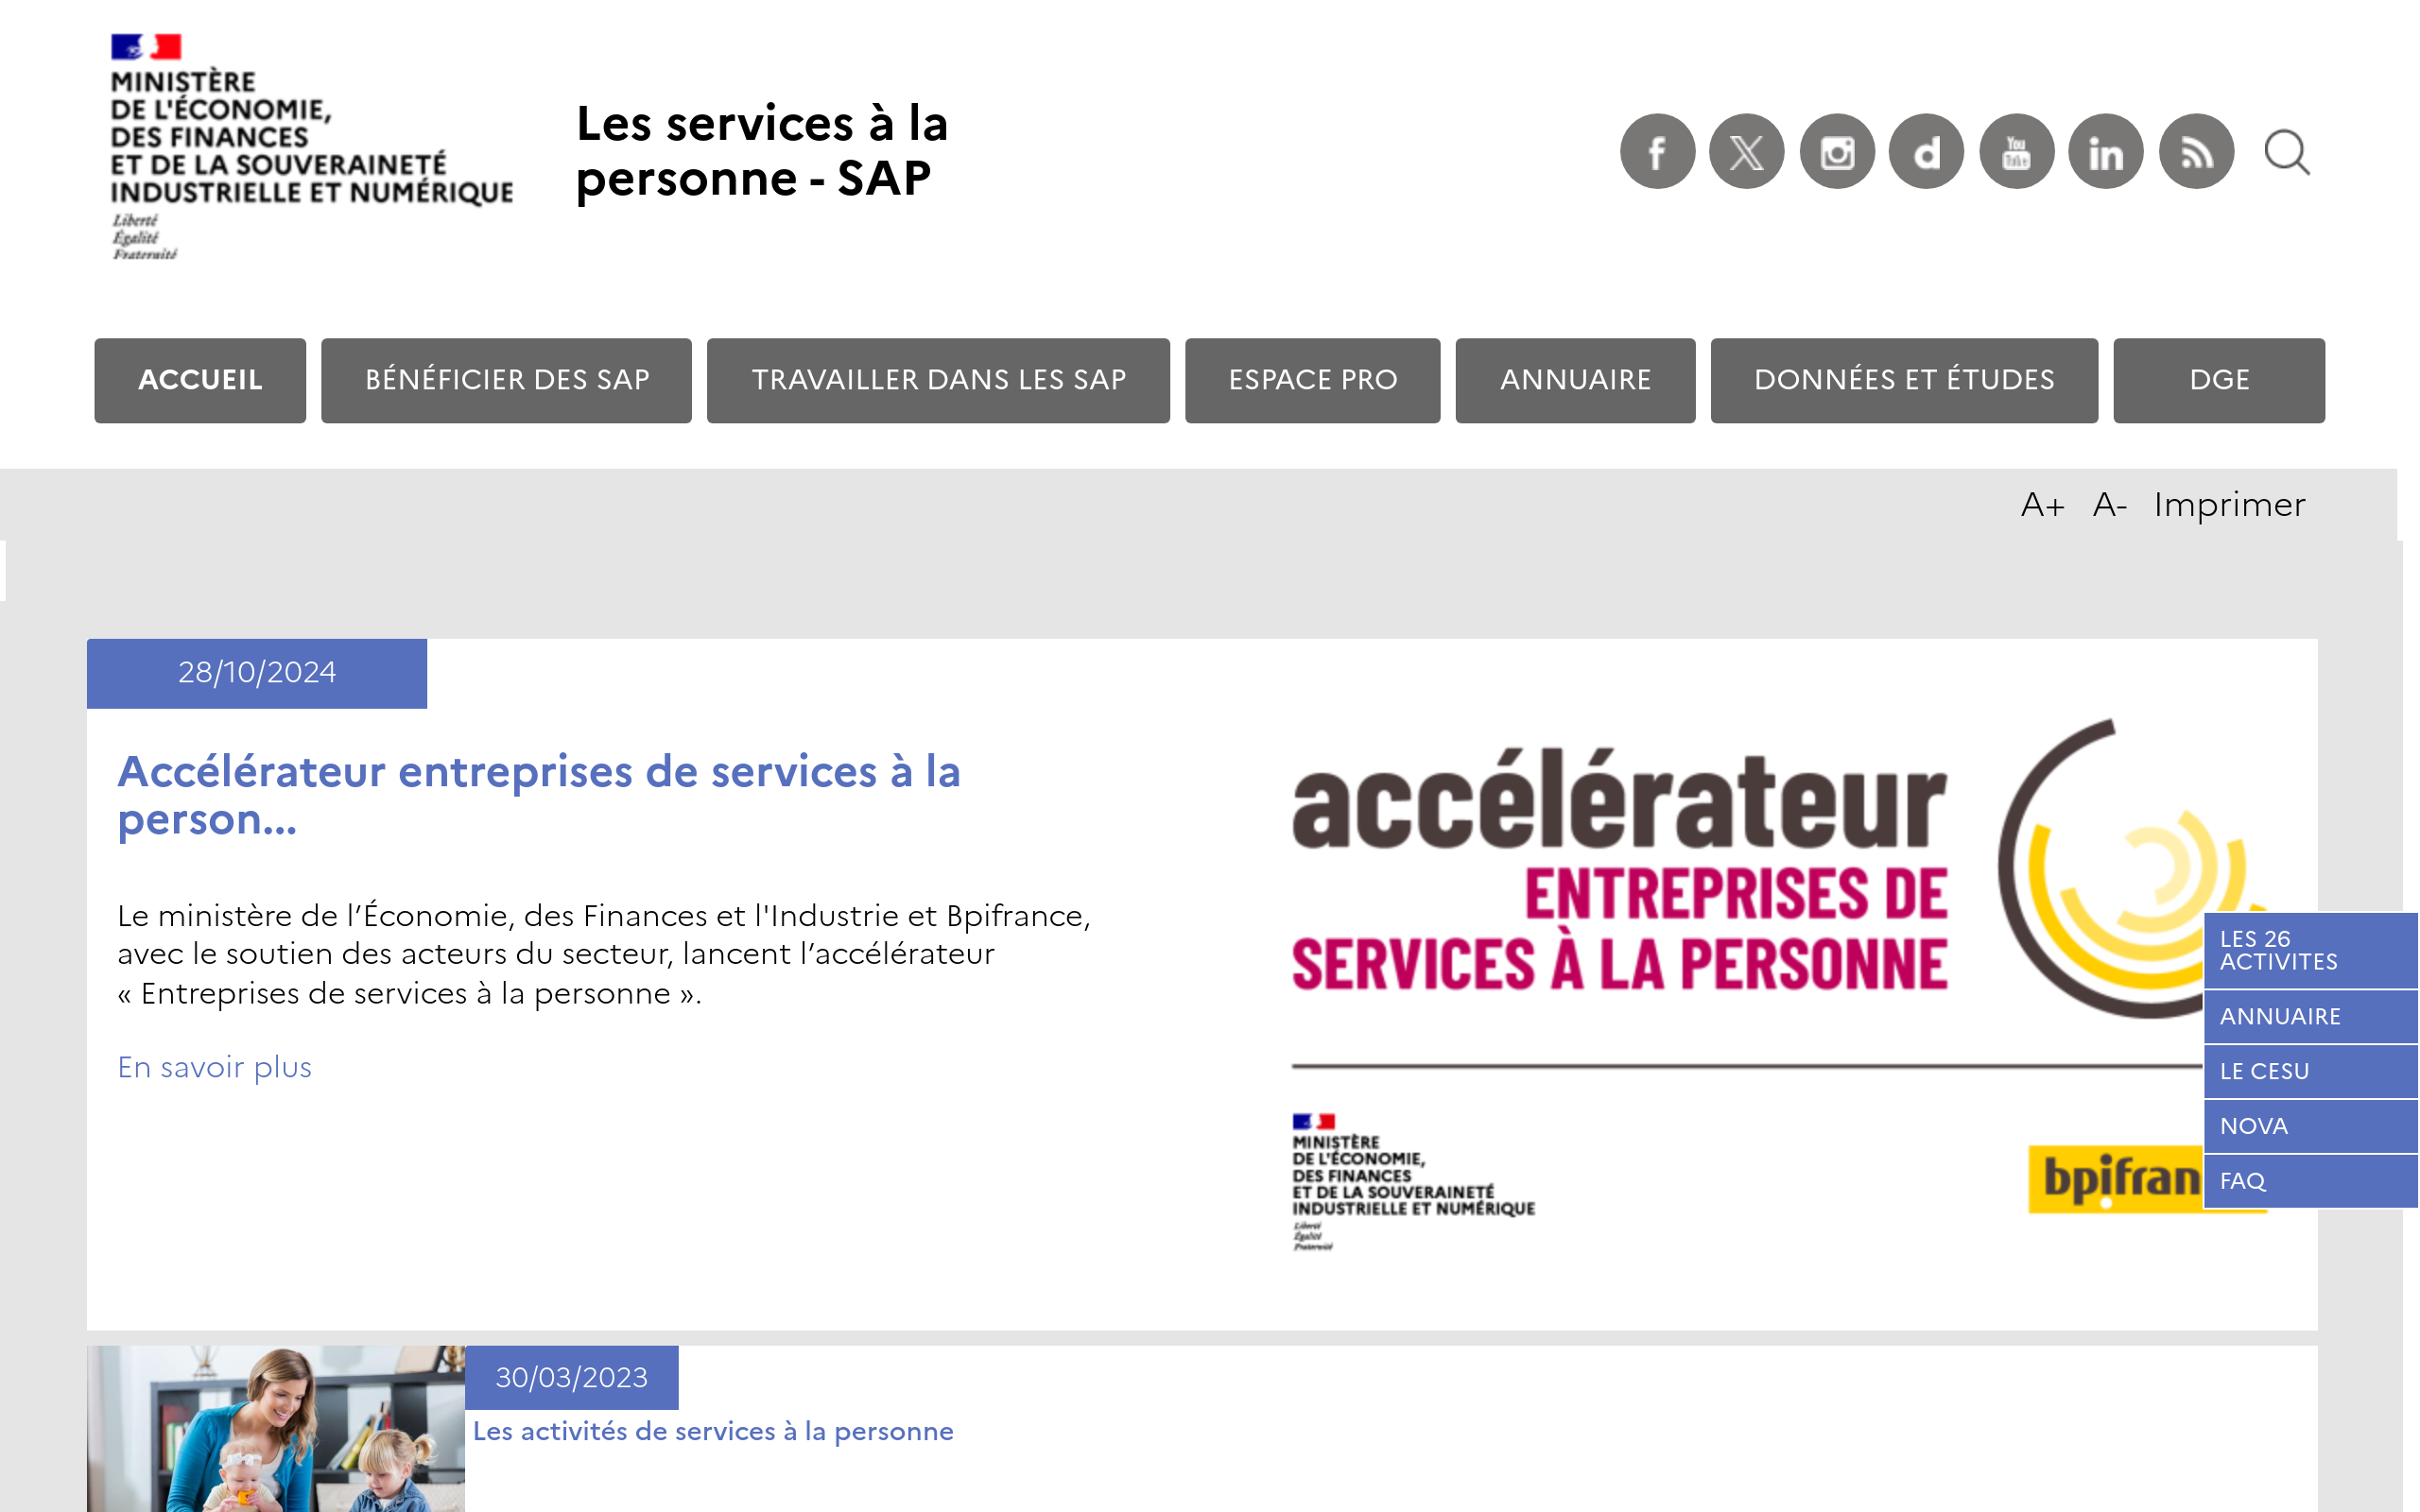 MINISTÈRE
DE L'ÉCONOMIE,
DES FINANCES
ET DE LA SOUVERAINETÉ
INDUSTRIELLE ET NUMÉRIQUE
Liberté
Égalité
Fraternité
Les services à la
personne - SAP
ACCUEIL
BÉNÉFICIER DES SAP
TRAVAILLER DANS LES SAP
ESPACE PRO
ANNUAIRE
DONNÉES ET ÉTUDES
DGE
A+ A- Imprimer
28/10/2024
Accélérateur entreprises de services à la
person...
Le ministère de l’Économie, des Finances et l'Industrie et Bpifrance,
avec le soutien des acteurs du secteur, lancent l’accélérateur
« Entreprises de services à la personne ».
En savoir plus
accélérateur
ENTREPRISES DE
SERVICES À LA PERSONNE
MINISTÈRE
DE L'ÉCONOMIE,
DES FINANCES
ET DE LA SOUVERAINETÉ
INDUSTRIELLE ET NUMÉRIQUE
Liberté
Égalité
Fraternité
bpifran
LES 26
ACTIVITES
ANNUAIRE
LE CESU
NOVA
FAQ
30/03/2023
Les activités de services à la personne